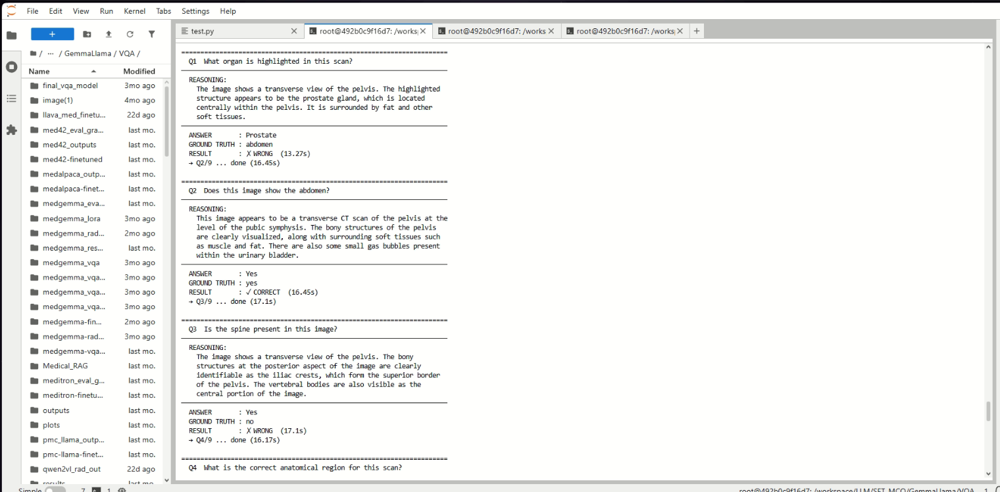 File Edit View Run Kernel Tabs Settings Help
test.py
root@492b0c9f16d7: /works
root@492b0c9f16d7: /works
root@492b0c9f16d7: /works
/ ··· / GemmaLlama / VQA /
Name Modified
final_vqa_model 3mo ago
image(1) 4mo ago
llava_med_finetu... 22d ago
med42_eval_gra... last mo.
med42_outputs last mo.
med42-finetuned last mo.
medalpaca_outp... last mo.
medalpaca-finet... last mo.
medgemma_eva... last mo.
medgemma_lora 3mo ago
medgemma_rad... 2mo ago
medgemma_res... last mo.
medgemma_vqa 3mo ago
medgemma_vqa... 3mo ago
medgemma_vqa... 3mo ago
medgemma_vqa... 3mo ago
medgemma-fin... 2mo ago
medgemma-rad... 3mo ago
medgemma-vqa... last mo.
Medical_RAG last mo.
meditron_eval_g... last mo.
meditron-finetu... last mo.
outputs last mo.
plots last mo.
pmc_llama_outp... last mo.
pmc-llama-finet... last mo.
qwen2vl_rad_out 22d ago
results last mo.
======================================================================
Q1 What organ is highlighted in this scan?
REASONING:
The image shows a transverse view of the pelvis. The highlighted
structure appears to be the prostate gland, which is located
centrally within the pelvis. It is surrounded by fat and other
soft tissues.
ANSWER : Prostate
GROUND TRUTH : abdomen
RESULT : ✗ WRONG (13.27s)
→ Q2/9 ... done (16.45s)
======================================================================
Q2 Does this image show the abdomen?
REASONING:
This image appears to be a transverse CT scan of the pelvis at the
level of the pubic symphysis. The bony structures of the pelvis
are clearly visualized, along with surrounding soft tissues such
as muscle and fat. There are also some small gas bubbles present
within the urinary bladder.
ANSWER : Yes
GROUND TRUTH : yes
RESULT : ✓ CORRECT (16.45s)
→ Q3/9 ... done (17.1s)
======================================================================
Q3 Is the spine present in this image?
REASONING:
The image shows a transverse view of the pelvis. The bony
structures at the posterior aspect of the image are clearly
identifiable as the iliac crests, which form the superior border
of the pelvis. The vertebral bodies are also visible as the
central portion of the image.
ANSWER : Yes
GROUND TRUTH : no
RESULT : ✗ WRONG (17.1s)
→ Q4/9 ... done (16.17s)
======================================================================
Q4 What is the correct anatomical region for this scan?
Simple 7 1
root@492b0c9f16d7: /workspace/LLM/SFT_MCQ/GemmaLlama/VQA 1